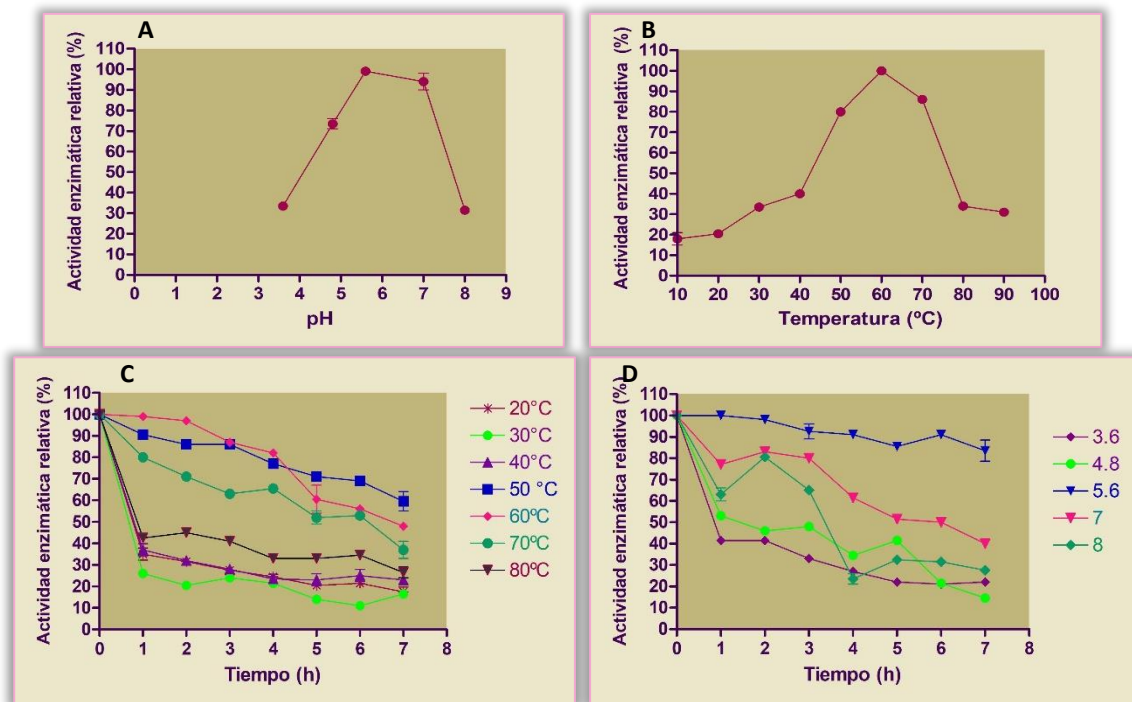 A
Actividad enzimática relativa (%)
110
100
90
80
70
60
50
40
30
20
10
0
0 1 2 3 4 5 6 7 8 9
pH
B
Actividad enzimática relativa (%)
110
100
90
80
70
60
50
40
30
20
10
0
10 20 30 40 50 60 70 80 90 100
Temperatura (ºC)
C
Actividad enzimática relativa (%)
110
100
90
80
70
60
50
40
30
20
10
0
0 1 2 3 4 5 6 7 8
Tiempo (h)
20°C
30°C
40°C
50 °C
60ºC
70ºC
80ºC
D
Actividad enzimática relativa (%)
110
100
90
80
70
60
50
40
30
20
10
0
0 1 2 3 4 5 6 7 8
Tiempo (h)
3.6
4.8
5.6
7
8